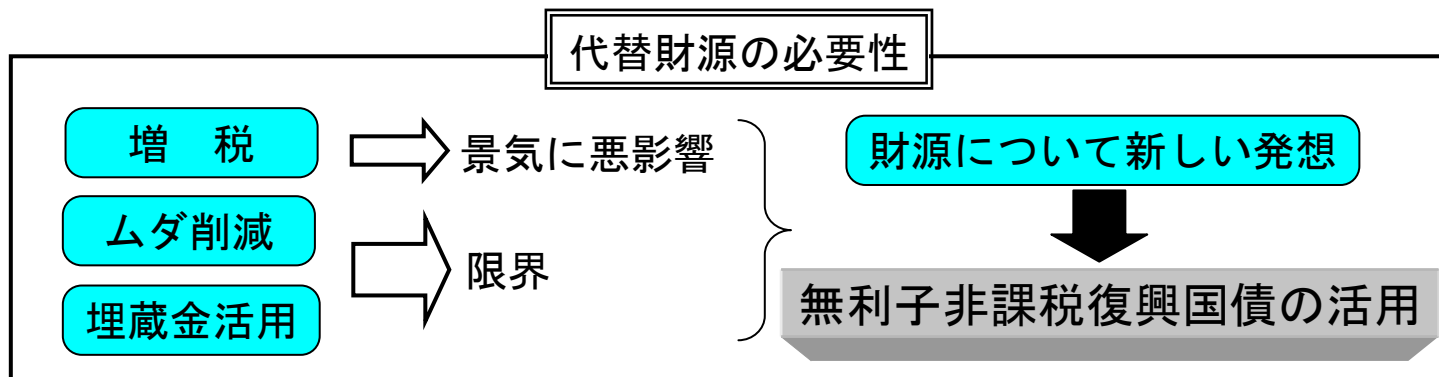 代替財源の必要性
増　税
景気に悪影響
ムダ削減
埋蔵金活用
限界
財源について新しい発想
無利子非課税復興国債の活用